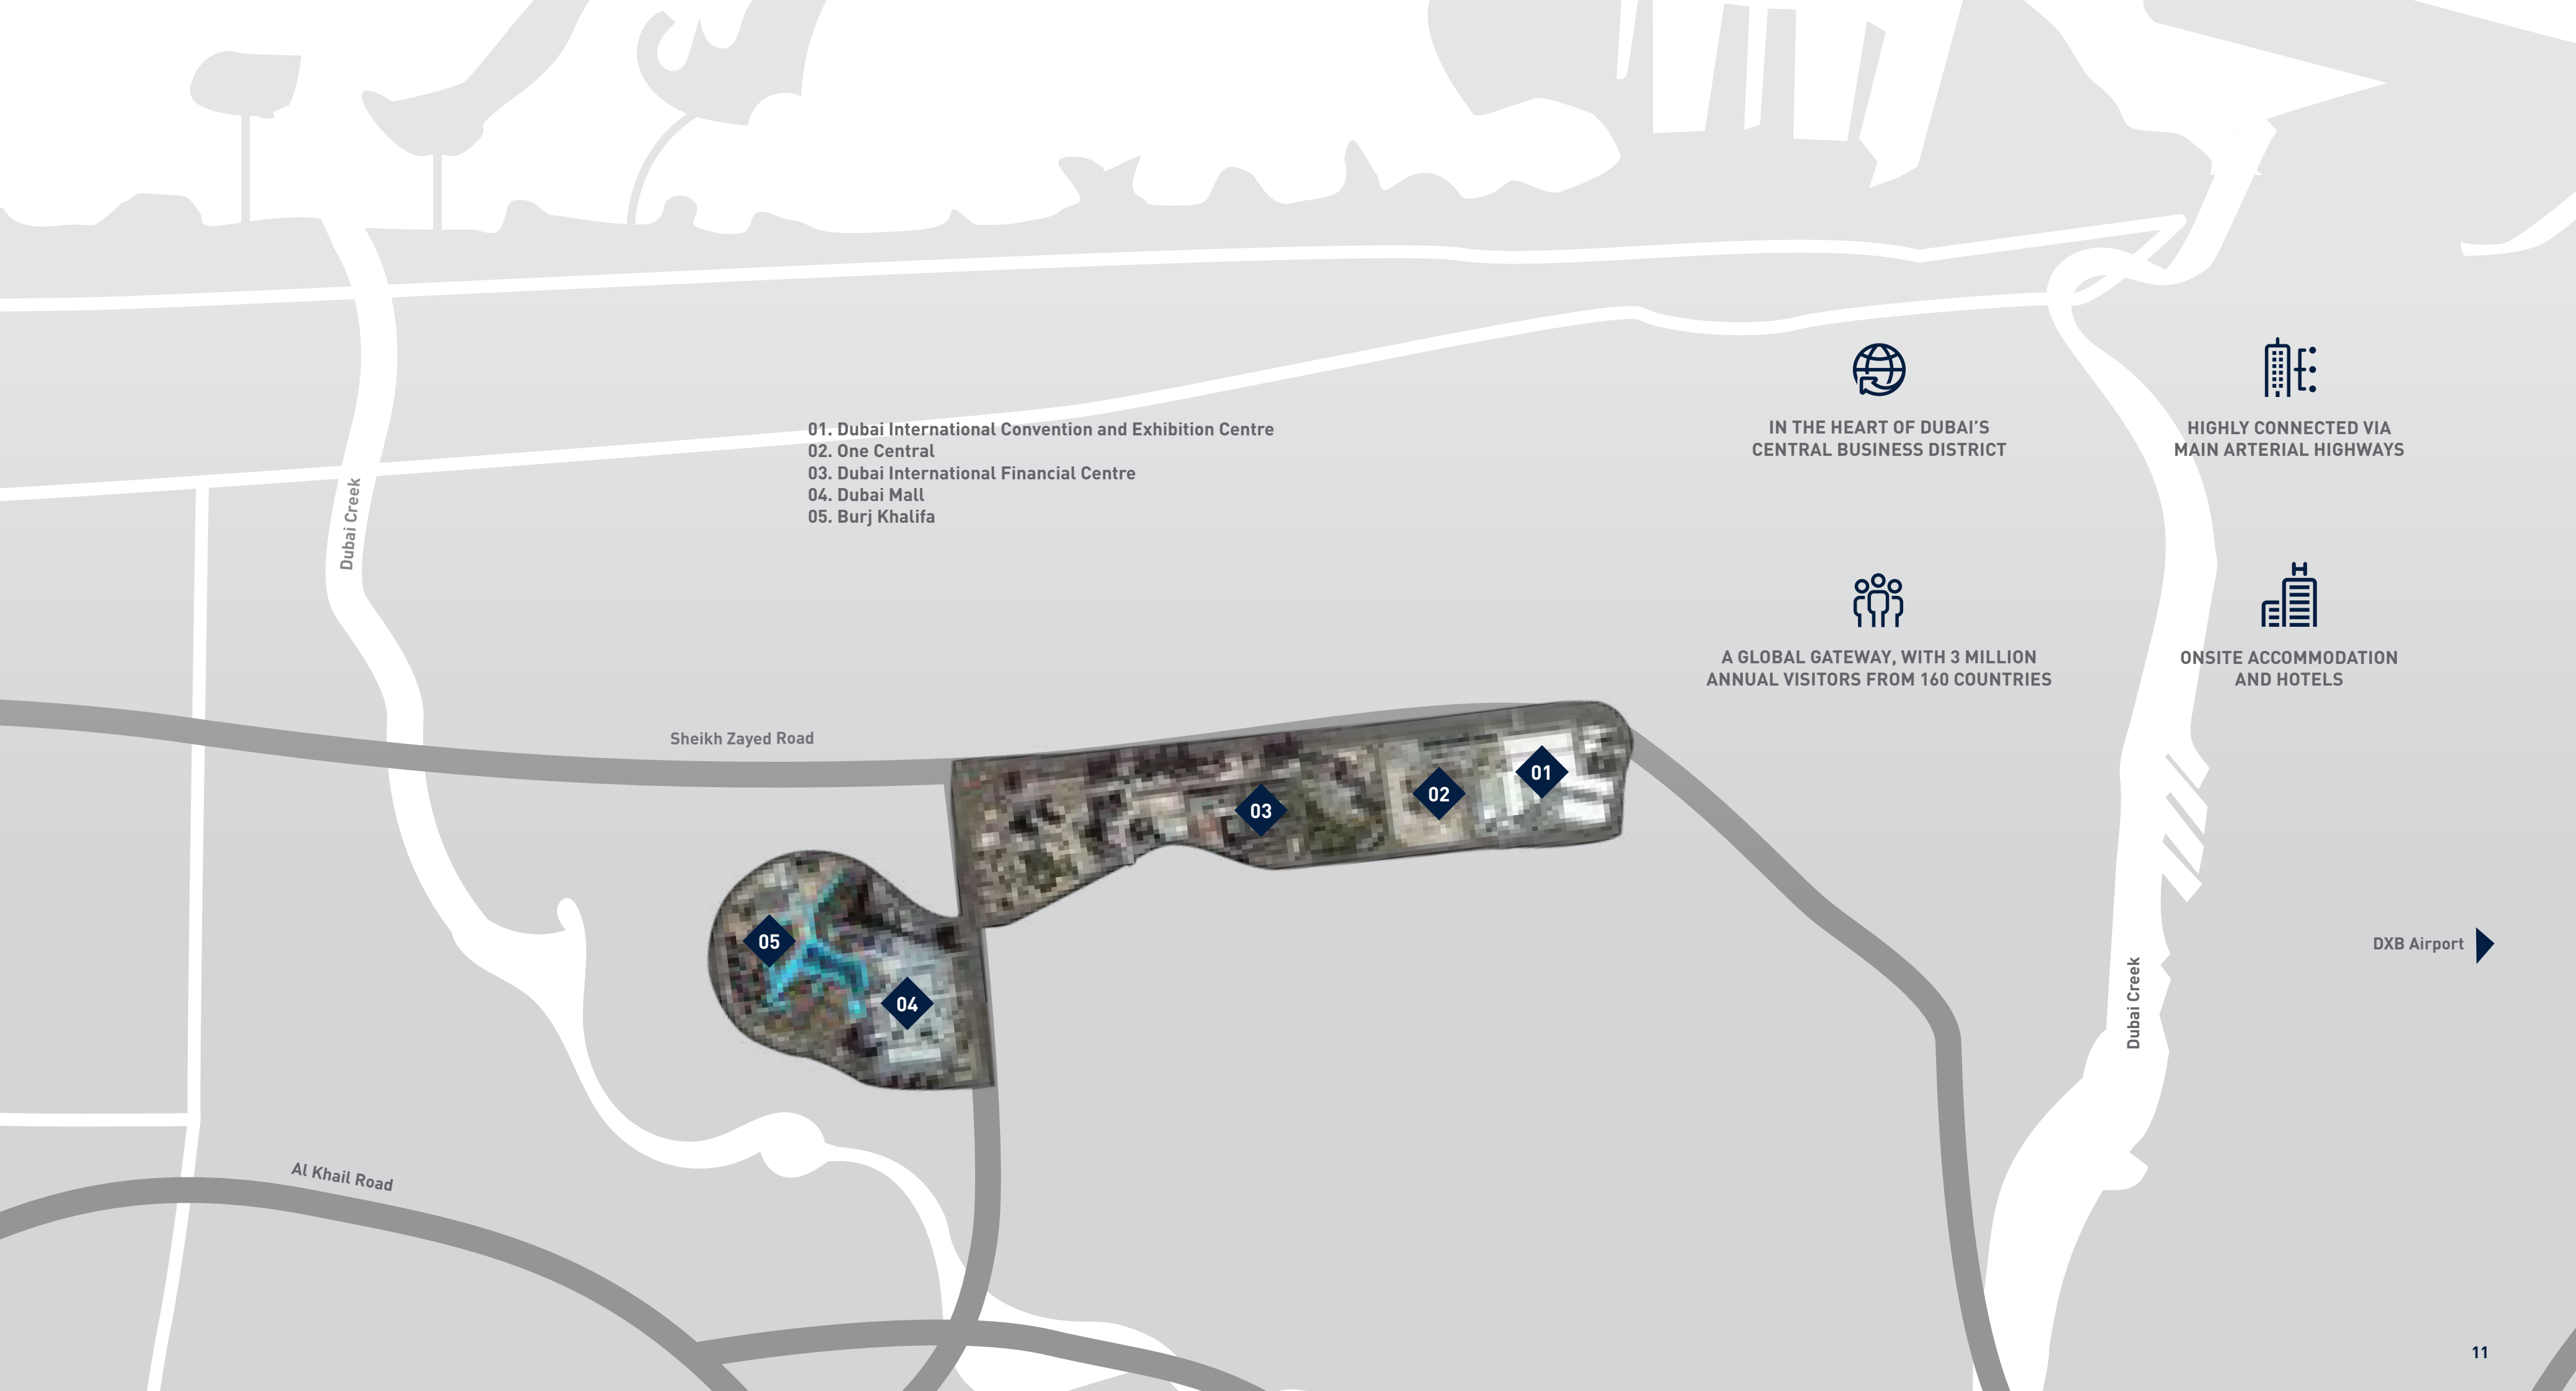 01. Dubai International Convention and Exhibition Centre
02. One Central
03. Dubai International Financial Centre
04. Dubai Mall
05. Burj Khalifa
IN THE HEART OF DUBAI'S
CENTRAL BUSINESS DISTRICT
HIGHLY CONNECTED VIA
MAIN ARTERIAL HIGHWAYS
A GLOBAL GATEWAY, WITH 3 MILLION
ANNUAL VISITORS FROM 160 COUNTRIES
ONSITE ACCOMMODATION
AND HOTELS
Dubai Creek
Sheikh Zayed Road
01
02
03
05
04
DXB Airport
Dubai Creek
Al Khail Road
11